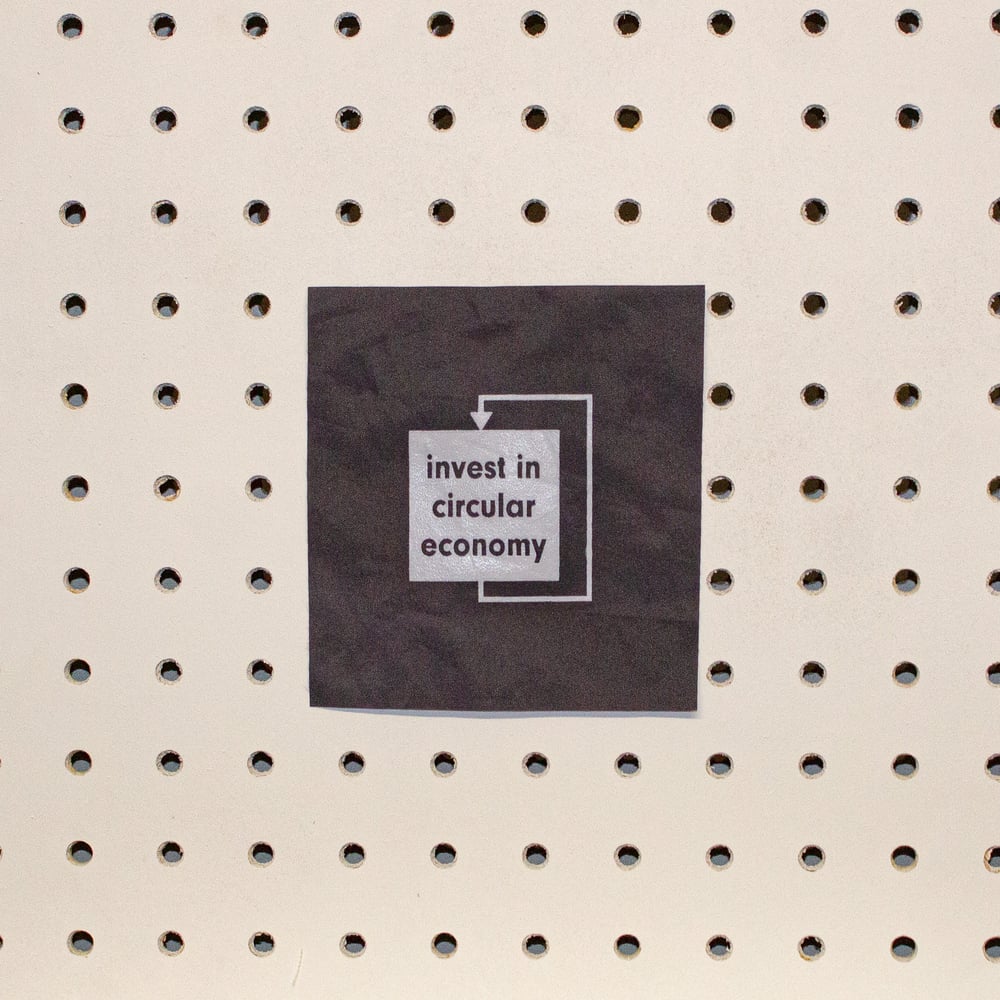 invest in
circular
economy